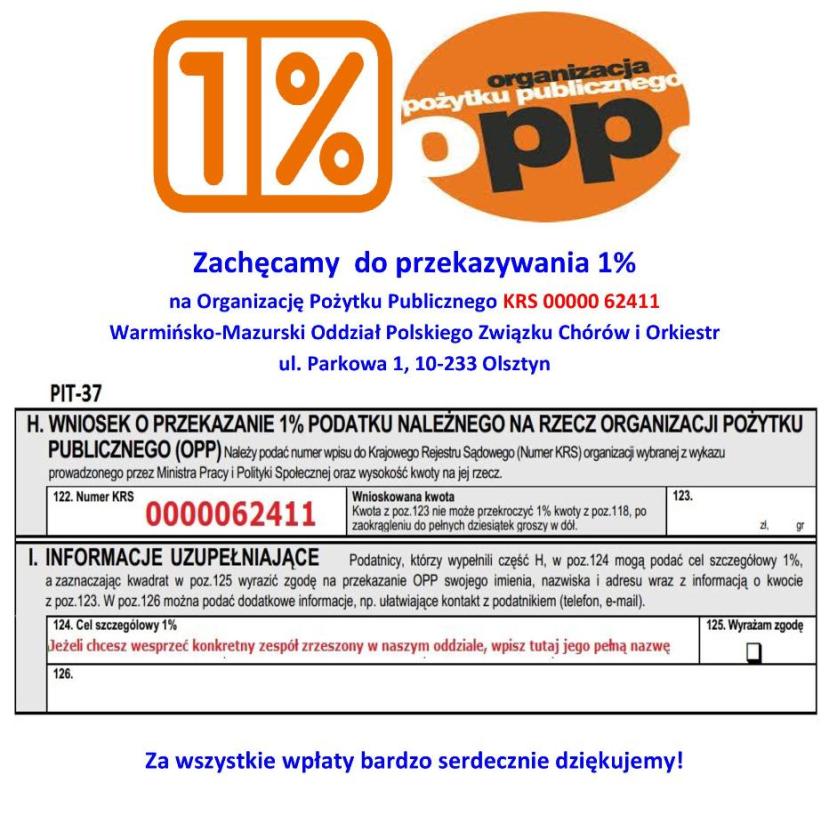 1%
organizacja
pożytku publicznego
opp.
Zachęcamy do przekazywania 1%
na Organizację Pożytku Publicznego KRS 00000 62411
Warmińsko-Mazurski Oddział Polskiego Związku Chórów i Orkiestr
ul. Parkowa 1, 10-233 Olsztyn
PIT-37
H. WNIOSEK O PRZEKAZANIE 1% PODATKU NALEŻNEGO NA RZECZ ORGANIZACJI POŻYTKU
PUBLICZNEGO (OPP) Należy podać numer wpisu do Krajowego Rejestru Sądowego (Numer KRS) organizacji wybranej z wykazu
prowadzonego przez Ministra Pracy i Polityki Społecznej oraz wysokość kwoty na jej rzecz.
122. Numer KRS
0000062411
Wnioskowana kwota
Kwota z poz.123 nie może przekroczyć 1% kwoty z poz.118, po
zaokrągleniu do pełnych dziesiątek groszy w dół.
123.
zł, gr
I. INFORMACJE UZUPEŁNIAJĄCE Podatnicy, którzy wypełnili część H, w poz.124 mogą podać cel szczegółowy 1%,
a zaznaczając kwadrat w poz.125 wyrazić zgodę na przekazanie OPP swojego imienia, nazwiska i adresu wraz z informacją o kwocie
z poz.123. W poz.126 można podać dodatkowe informacje, np. ułatwiające kontakt z podatnikiem (telefon, e-mail).
124. Cel szczegółowy 1%
Jeżeli chcesz wesprzeć konkretny zespół zrzeszony w naszym oddziale, wpisz tutaj jego pełną nazwę
125. Wyrażam zgodę
126.
Za wszystkie wpłaty bardzo serdecznie dziękujemy!